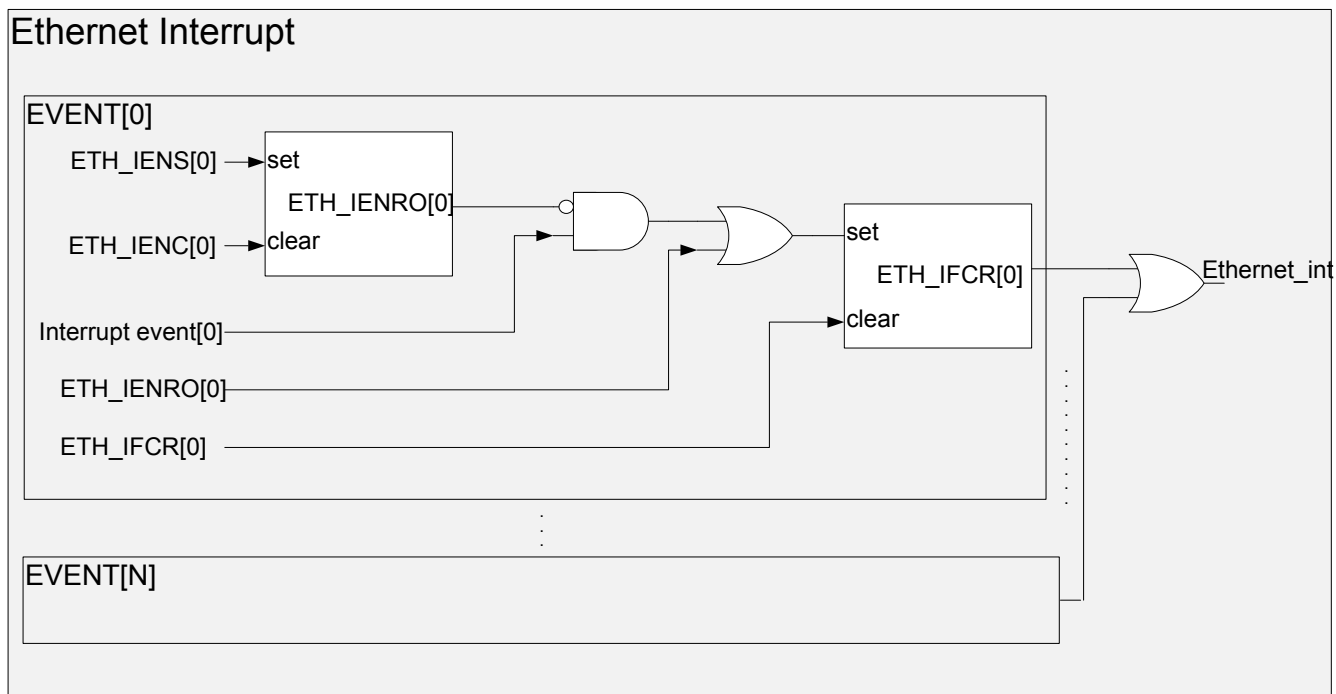 Ethernet Interrupt
EVENT[0]
ETH_IENS[0]
set
ETH_IENRO[0]
ETH_IENC[0]
clear
set
ETH_IFCR[0]
clear
Ethernet_int
Interrupt event[0]
ETH_IENRO[0]
ETH_IFCR[0]
EVENT[N]